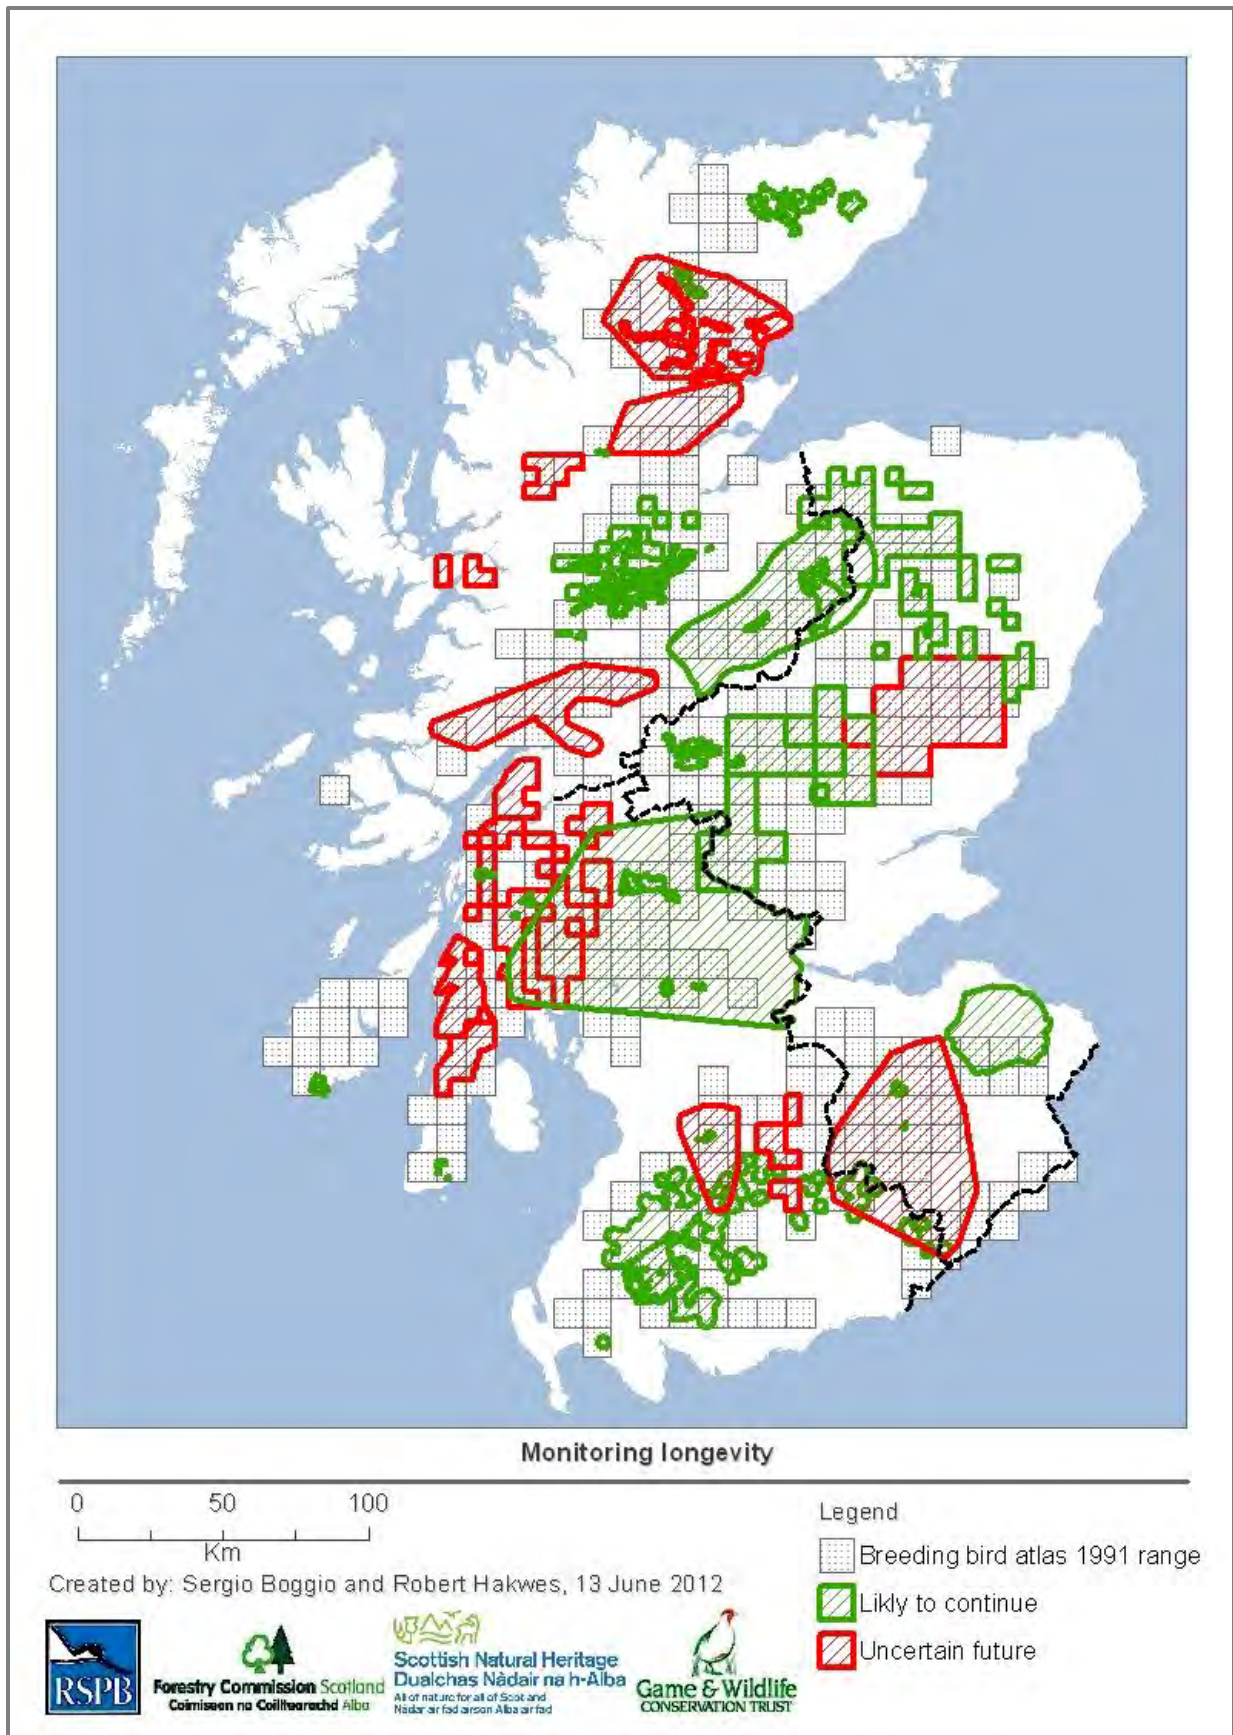 Monitoring longevity
0 50 100
Km
Created by: Sergio Boggio and Robert Hakwes, 13 June 2012
Legend
Breeding bird atlas 1991 range
Likly to continue
Uncertain future
RSPB
Forestry Commission Scotland
Coimisean na Coilltearachd Alba
Scottish Natural Heritage
Dualchas Nàdair na h-Alba
All of nature for all of Scotland
Nàdar air fad airson Alba air fad
Game & Wildlife
CONSERVATION TRUST